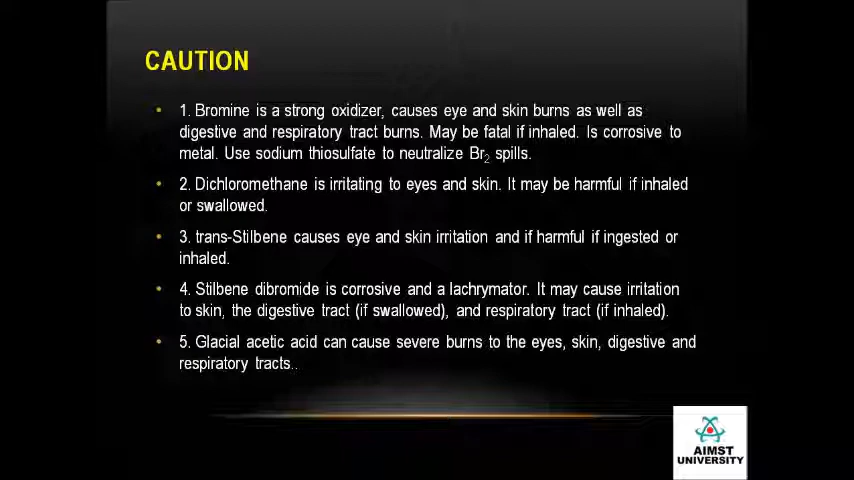 CAUTION
• 1. Bromine is a strong oxidizer, causes eye and skin burns as well as
digestive and respiratory tract burns. May be fatal if inhaled. Is corrosive to
metal. Use sodium thiosulfate to neutralize Br₂ spills.
• 2. Dichloromethane is irritating to eyes and skin. It may be harmful if inhaled
or swallowed.
• 3. trans-Stilbene causes eye and skin irritation and if harmful if ingested or
inhaled.
• 4. Stilbene dibromide is corrosive and a lachrymator. It may cause irritation
to skin, the digestive tract (if swallowed), and respiratory tract (if inhaled).
• 5. Glacial acetic acid can cause severe burns to the eyes, skin, digestive and
respiratory tracts..
AIMST
UNIVERSITY